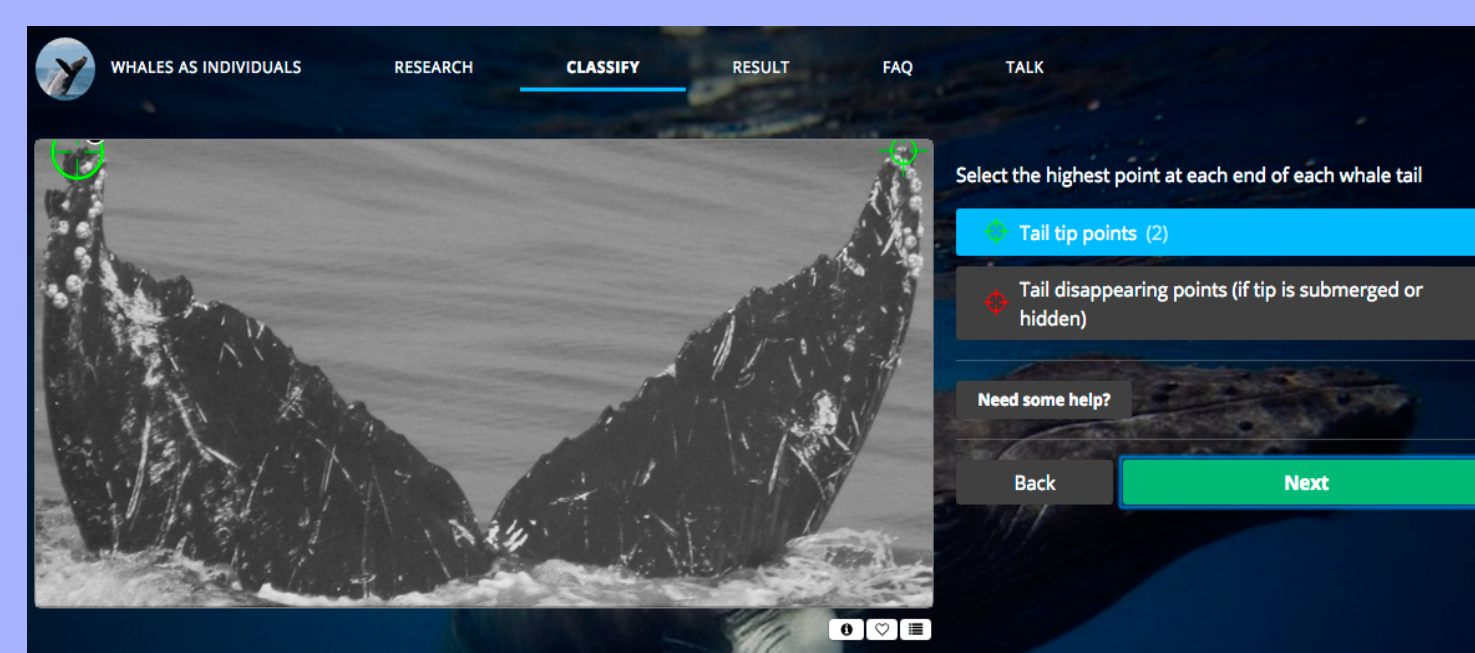 WHALES AS INDIVIDUALS RESEARCH CLASSIFY RESULT FAQ TALK
Select the highest point at each end of each whale tail
Tail tip points (2)
Tail disappearing points (if tip is submerged or
hidden)
Need some help?
Back Next